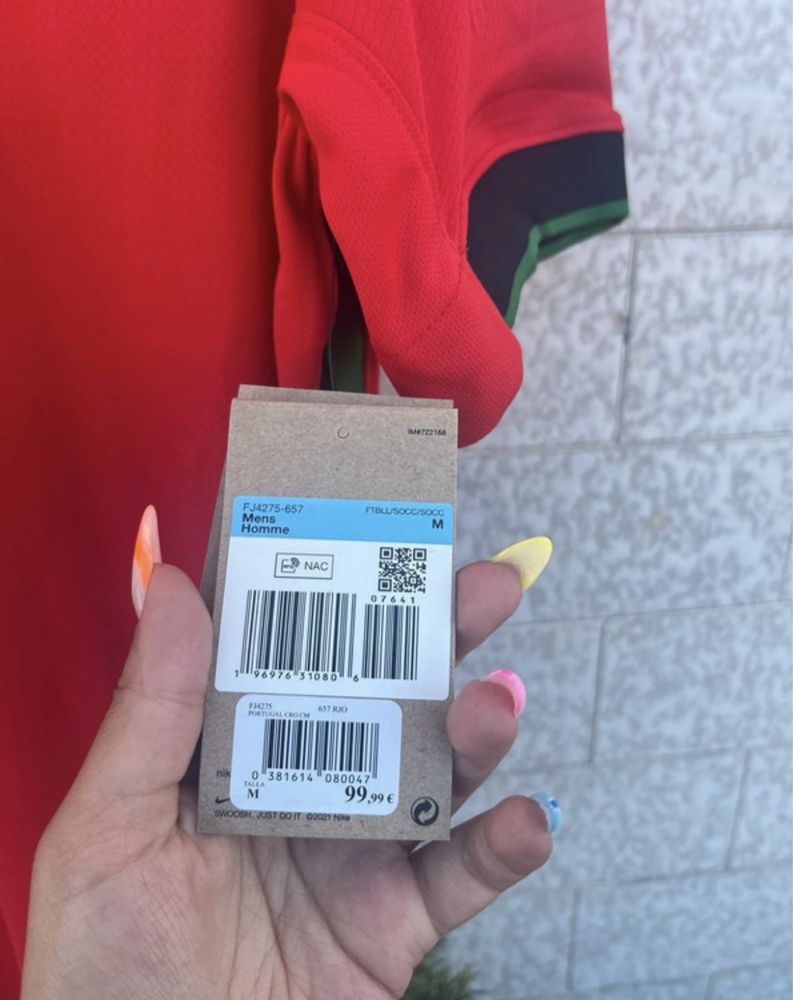 IM#722168
FJ4275-657 FTBLL/SOCC/SOCC
Mens M
Homme
NAC
07641
1 96976 31080 6
FJ4275 657 RJO
PORTUGAL CRO CM
0 381614 080047
TALLA
M 99,99 €
SWOOSH, JUST DO IT ©2021 Nike